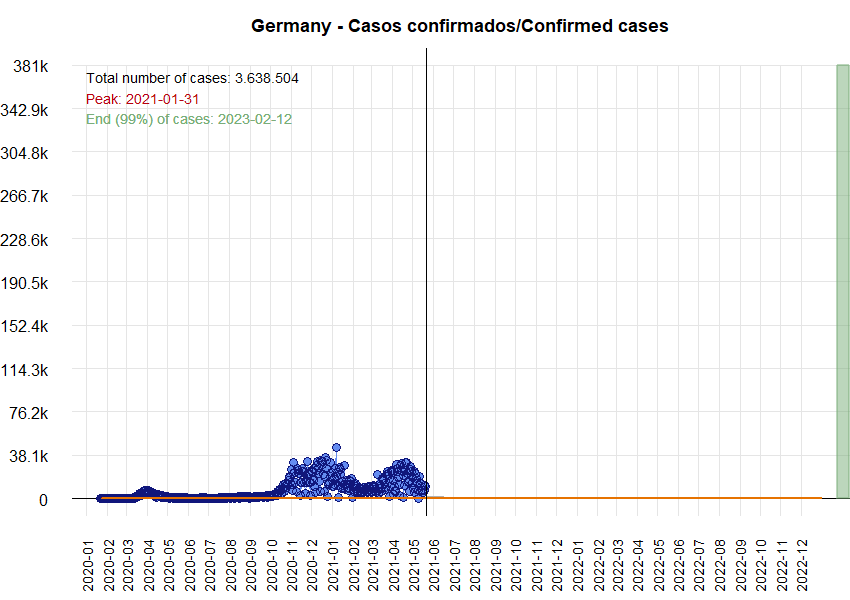 Germany - Casos confirmados/Confirmed cases
381k
342.9k
304.8k
266.7k
228.6k
190.5k
152.4k
114.3k
76.2k
38.1k
0
Total number of cases: 3.638.504
Peak: 2021-01-31
End (99%) of cases: 2023-02-12
2020-01
2020-02
2020-03
2020-04
2020-05
2020-06
2020-07
2020-08
2020-09
2020-10
2020-11
2020-12
2021-01
2021-02
2021-03
2021-04
2021-05
2021-06
2021-07
2021-08
2021-09
2021-10
2021-11
2021-12
2022-01
2022-02
2022-03
2022-04
2022-05
2022-06
2022-07
2022-08
2022-09
2022-10
2022-11
2022-12